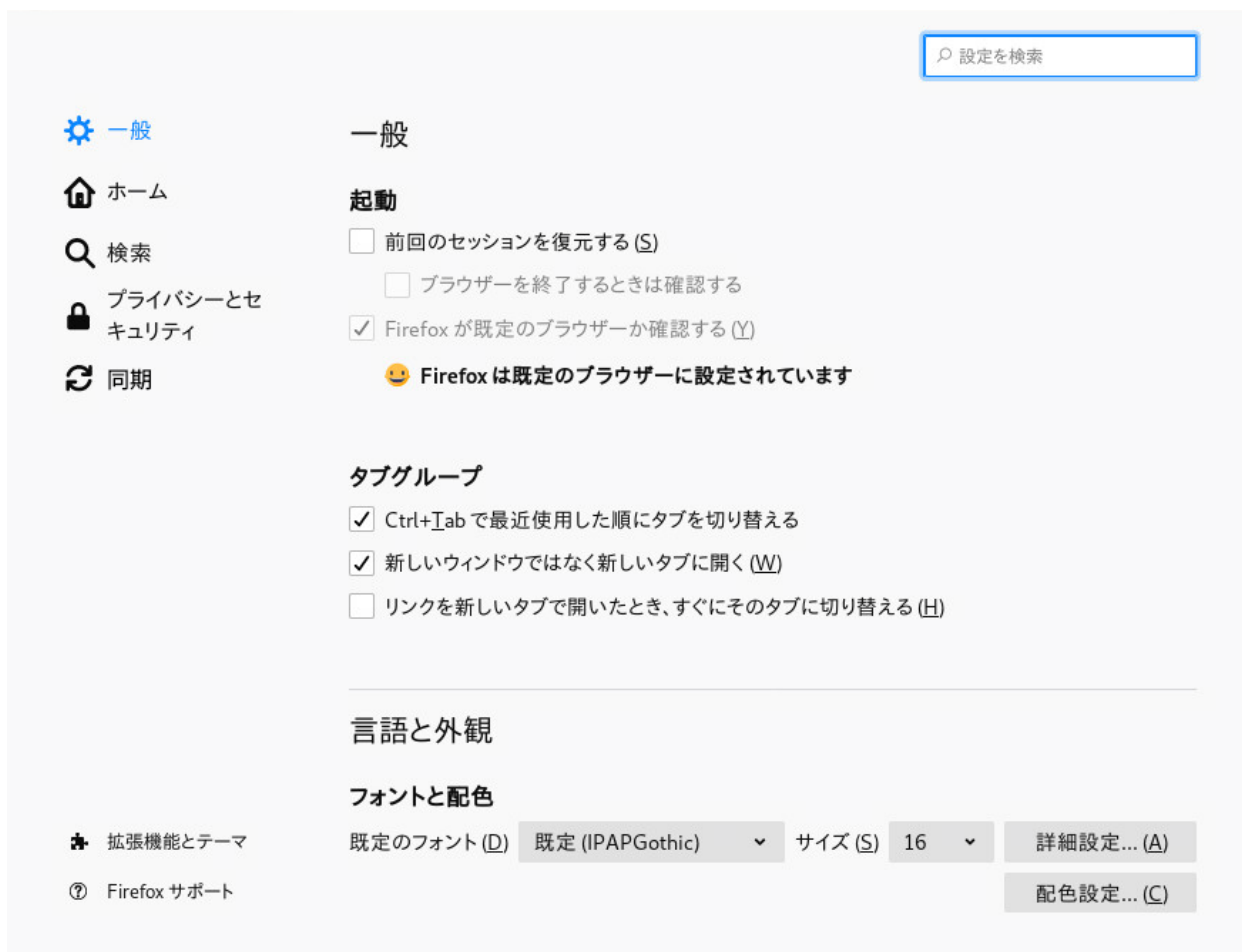 設定を検索
一般
ホーム
検索
プライバシーとセ
キュリティ
同期
拡張機能とテーマ
Firefox サポート
一般
起動
前回のセッションを復元する (S)
ブラウザーを終了するときは確認する
Firefox が既定のブラウザーか確認する (Y)
Firefox は既定のブラウザーに設定されています
タブグループ
Ctrl+Tab で最近使用した順にタブを切り替える
新しいウィンドウではなく新しいタブに開く (W)
リンクを新しいタブで開いたとき、すぐにそのタブに切り替える (H)
言語と外観
フォントと配色
既定のフォント (D) 既定 (IPAPGothic) サイズ (S) 16 詳細設定... (A)
配色設定... (C)